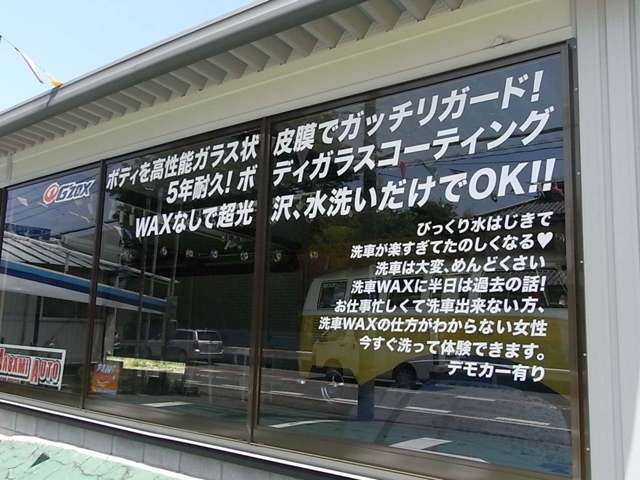 G'ZOX
ボディを高性能ガラス状皮膜でガッチリガード!
5年耐久!ボディガラスコーティング
WAXなしで超光沢、水洗いだけでOK!!
びっくり水はじきで
洗車が楽すぎてたのしくなる♥
洗車は大変、めんどくさい
洗車WAXに半日は過去の話!
お仕事忙しくて洗車出来ない方、
洗車WAXの仕方がわからない女性
今すぐ洗って体験できます。
デモカー有り
MASAMI AUTO